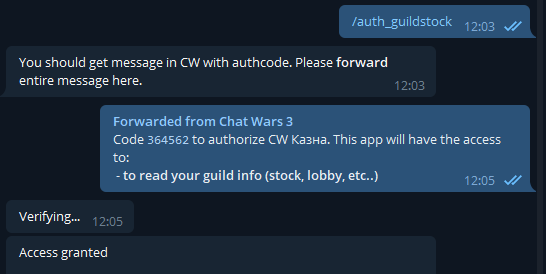 /auth_guildstock
12:03
You should get message in CW with authcode. Please forward
entire message here.
12:03
Forwarded from Chat Wars 3
Code 364562 to authorize CW Казна. This app will have the access
to:
- to read your guild info (stock, lobby, etc..)
12:05
Verifying...
12:05
Access granted